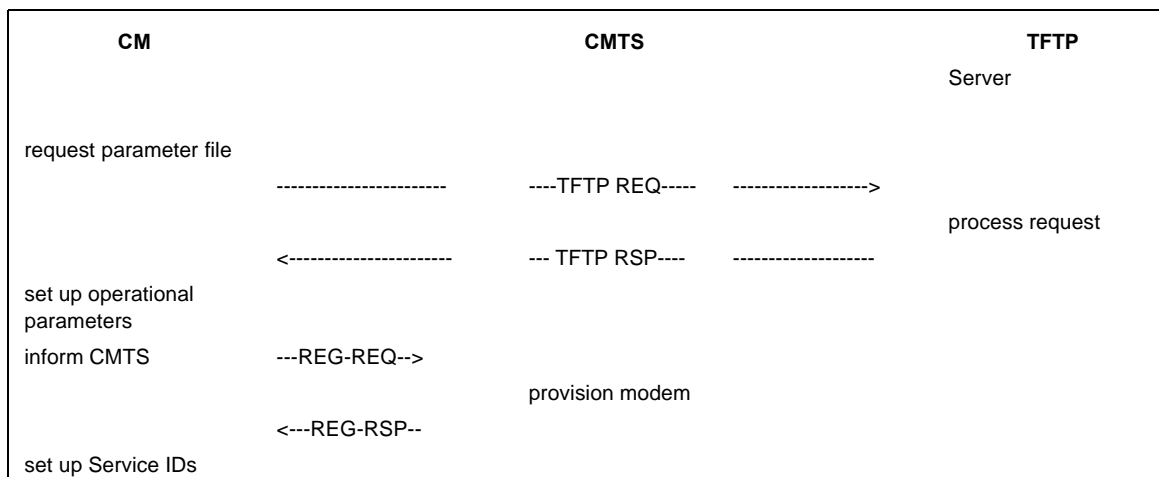 CM CMTS TFTP
Server
request parameter file
------------------------ ----TFTP REQ----- ------------------->
process request
<----------------------- --- TFTP RSP---- --------------------
set up operational
parameters
inform CMTS ---REG-REQ-->
provision modem
<---REG-RSP--
set up Service IDs